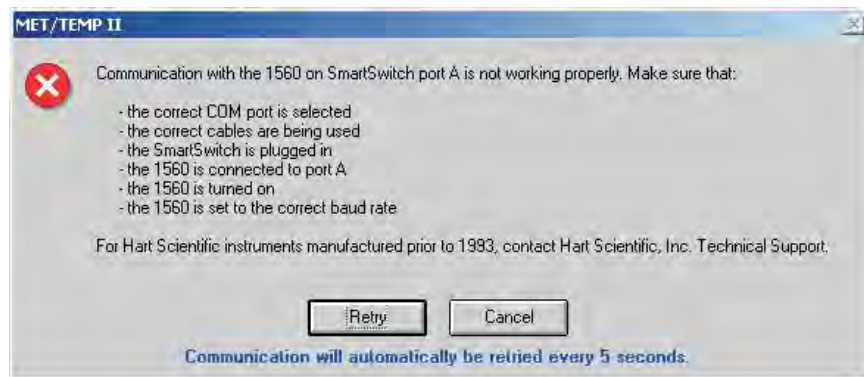 MET/TEMP II
Communication with the 1560 on SmartSwitch port A is not working properly. Make sure that:
- the correct COM port is selected
- the correct cables are being used
- the SmartSwitch is plugged in
- the 1560 is connected to port A
- the 1560 is turned on
- the 1560 is set to the correct baud rate
For Hart Scientific instruments manufactured prior to 1993, contact Hart Scientific, Inc. Technical Support.
Retry
Cancel
Communication will automatically be retried every 5 seconds.